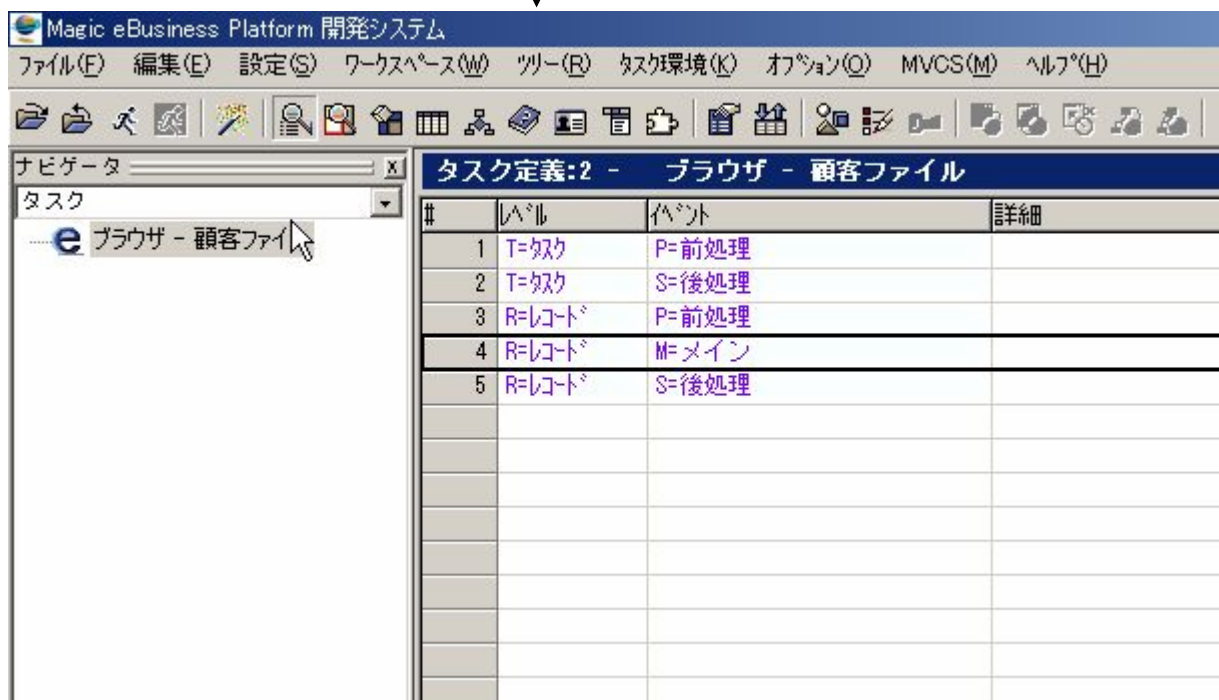 Magic eBusiness Platform 開発システム
ファイル(F) 編集(E) 設定(S) ワークスペース(W) ツリー(R) タスク環境(K) オプション(O) MVCS(M) ヘルプ(H)
ナビゲータ
タスク
ブラウザ - 顧客ファイル
タスク定義:2 - ブラウザ - 顧客ファイル
# レベル イベント 詳細
1 T=タスク P=前処理
2 T=タスク S=後処理
3 R=レコード P=前処理
4 R=レコード M=メイン
5 R=レコード S=後処理